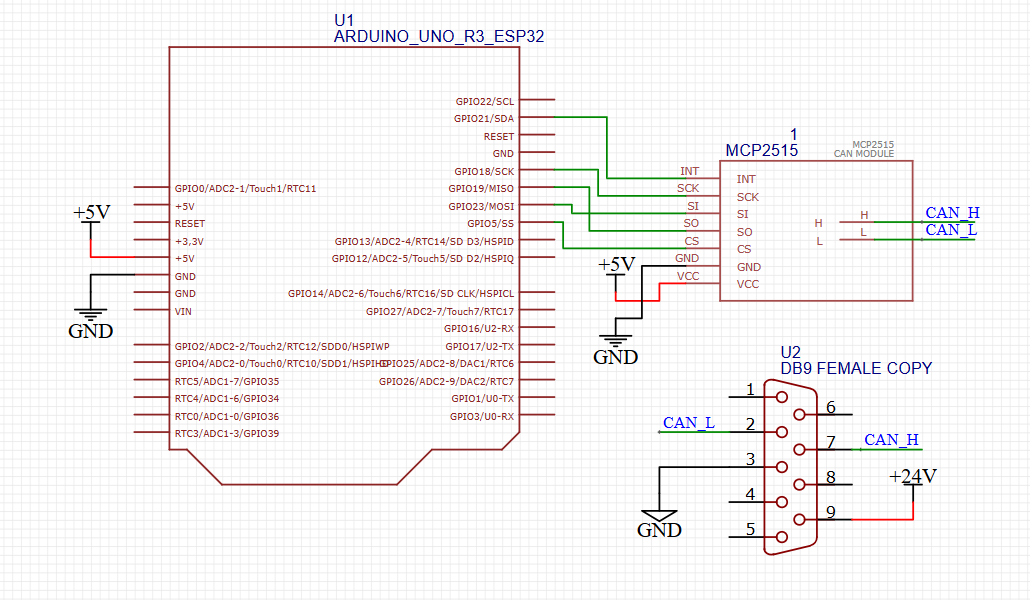 U1
ARDUINO_UNO_R3_ESP32
GPIO22/SCL
GPIO21/SDA
RESET
GND
GPIO18/SCK
GPIO19/MISO
GPIO23/MOSI
GPIO5/SS
GPIO13/ADC2-4/RTC14/SD D3/HSPID
GPIO12/ADC2-5/Touch5/SD D2/HSPIQ
GPIO14/ADC2-6/Touch6/RTC16/SD CLK/HSPICL
GPIO27/ADC2-7/Touch7/RTC17
GPIO16/U2-RX
GPIO17/U2-TX
GPIO25/ADC2-8/DAC1/RTC6
GPIO26/ADC2-9/DAC2/RTC7
GPIO1/U0-TX
GPIO3/U0-RX
GPIO0/ADC2-1/Touch1/RTC11
+5V
RESET
+3,3V
+5V
GND
GND
VIN
GPIO2/ADC2-2/Touch2/RTC12/SDD0/HSPIWP
GPIO4/ADC2-0/Touch0/RTC10/SDD1/HSPIHD
RTC5/ADC1-7/GPIO35
RTC4/ADC1-6/GPIO34
RTC0/ADC1-0/GPIO36
RTC3/ADC1-3/GPIO39
+5V
GND
1
MCP2515
MCP2515
CAN MODULE
INT
SCK
SI
SO
CS
GND
VCC
INT
SCK
SI
SO
CS
GND
VCC
H
L
H
L
CAN_H
CAN_L
+5V
GND
U2
DB9 FEMALE COPY
1
2
3
4
5
6
7
8
9
CAN_L
CAN_H
+24V
GND